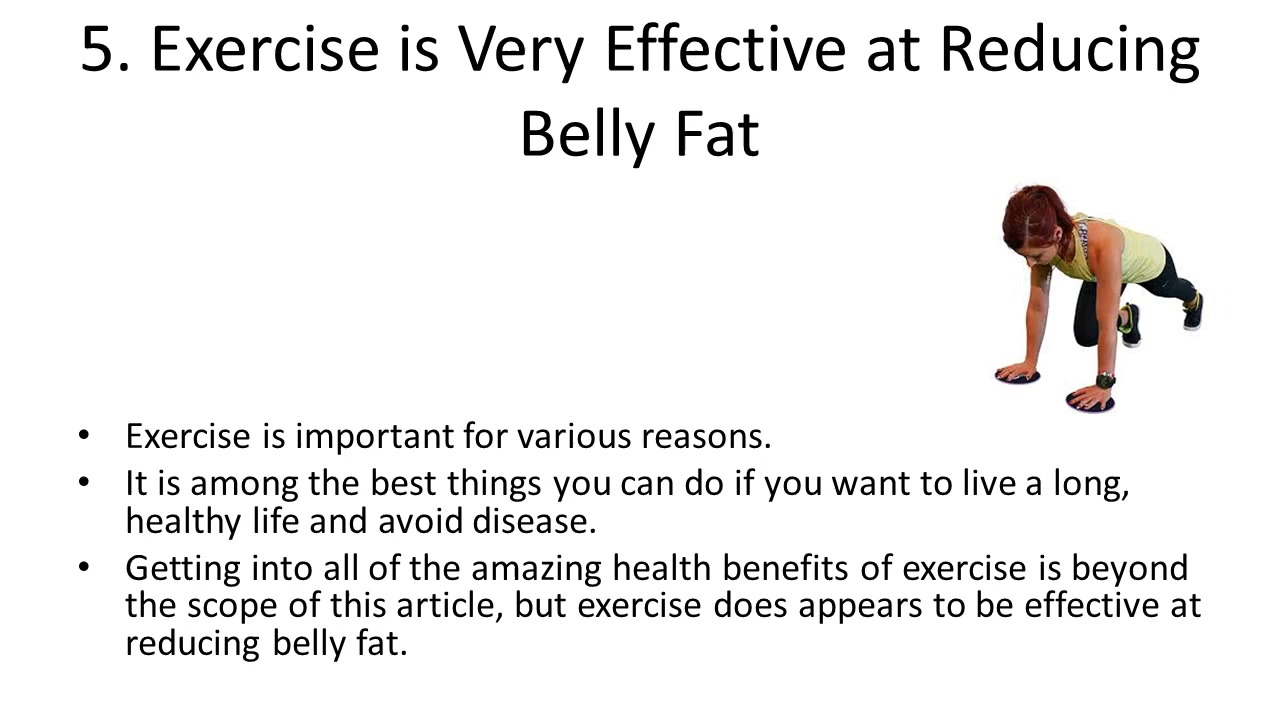 5. Exercise is Very Effective at Reducing
Belly Fat
• Exercise is important for various reasons.
• It is among the best things you can do if you want to live a long,
healthy life and avoid disease.
• Getting into all of the amazing health benefits of exercise is beyond
the scope of this article, but exercise does appears to be effective at
reducing belly fat.